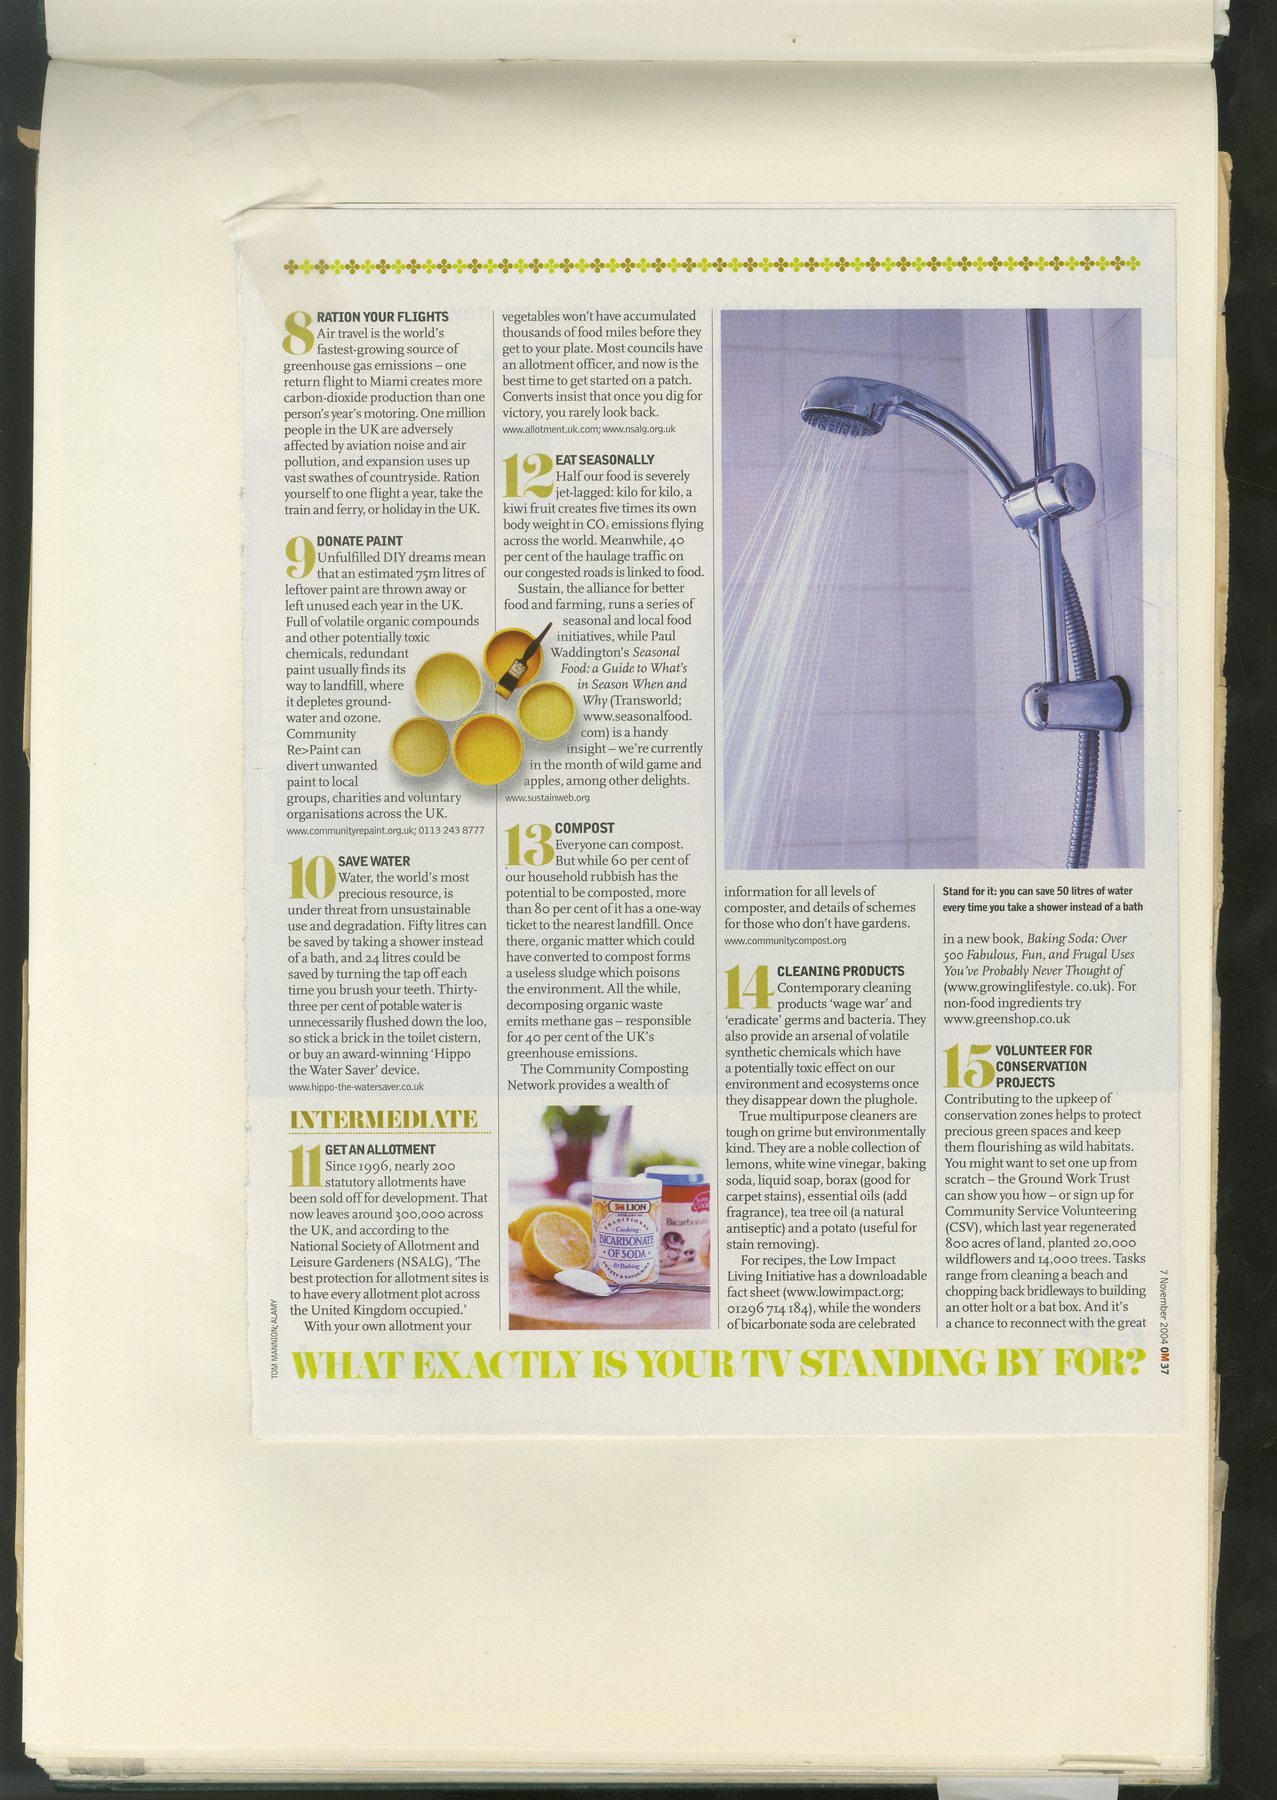 8 RATION YOUR FLIGHTS
Air travel is the world's
fastest-growing source of
greenhouse gas emissions – one
return flight to Miami creates more
carbon-dioxide production than one
person's year's motoring. One million
people in the UK are adversely
affected by aviation noise and air
pollution, and expansion uses up
vast swathes of countryside. Ration
yourself to one flight a year, take the
train and ferry, or holiday in the UK.
9 DONATE PAINT
Unfulfilled DIY dreams mean
that an estimated 75m litres of
leftover paint are thrown away or
left unused each year in the UK.
Full of volatile organic compounds
and other potentially toxic
chemicals, redundant
paint usually finds its
way to landfill, where
it depletes ground-
water and ozone.
Community
Re>Paint can
divert unwanted
paint to local
groups, charities and voluntary
organisations across the UK.
www.communityrepaint.org.uk; 0113 243 8777
10 SAVE WATER
Water, the world's most
precious resource, is
under threat from unsustainable
use and degradation. Fifty litres can
be saved by taking a shower instead
of a bath, and 24 litres could be
saved by turning the tap off each
time you brush your teeth. Thirty-
three per cent of potable water is
unnecessarily flushed down the loo,
so stick a brick in the toilet cistern,
or buy an award-winning 'Hippo
the Water Saver' device.
www.hippo-the-watersaver.co.uk
INTERMEDIATE
11 GET AN ALLOTMENT
Since 1996, nearly 200
statutory allotments have
been sold off for development. That
now leaves around 300,000 across
the UK, and according to the
National Society of Allotment and
Leisure Gardeners (NSALG), 'The
best protection for allotment sites is
to have every allotment plot across
the United Kingdom occupied.'
With your own allotment your
vegetables won't have accumulated
thousands of food miles before they
get to your plate. Most councils have
an allotment officer, and now is the
best time to get started on a patch.
Converts insist that once you dig for
victory, you rarely look back.
www.allotment.uk.com; www.nsalg.org.uk
12 EAT SEASONALLY
Half our food is severely
jet-lagged: kilo for kilo, a
kiwi fruit creates five times its own
body weight in CO₂ emissions flying
across the world. Meanwhile, 40
per cent of the haulage traffic on
our congested roads is linked to food.
Sustain, the alliance for better
food and farming, runs a series of
seasonal and local food
initiatives, while Paul
Waddington's Seasonal
Food: a Guide to What's
in Season When and
Why (Transworld;
www.seasonalfood.
com) is a handy
insight – we're currently
in the month of wild game and
apples, among other delights.
www.sustainweb.org
13 COMPOST
Everyone can compost.
But while 60 per cent of
our household rubbish has the
potential to be composted, more
than 80 per cent of it has a one-way
ticket to the nearest landfill. Once
there, organic matter which could
have converted to compost forms
a useless sludge which poisons
the environment. All the while,
decomposing organic waste
emits methane gas – responsible
for 40 per cent of the UK's
greenhouse emissions.
The Community Composting
Network provides a wealth of
LION
TRADITIONAL
Cooking
BICARBONATE
OF SODA
& Baking
Bicarbon
information for all levels of
composter, and details of schemes
for those who don't have gardens.
www.communitycompost.org
14 CLEANING PRODUCTS
Contemporary cleaning
products 'wage war' and
'eradicate' germs and bacteria. They
also provide an arsenal of volatile
synthetic chemicals which have
a potentially toxic effect on our
environment and ecosystems once
they disappear down the plughole.
True multipurpose cleaners are
tough on grime but environmentally
kind. They are a noble collection of
lemons, white wine vinegar, baking
soda, liquid soap, borax (good for
carpet stains), essential oils (add
fragrance), tea tree oil (a natural
antiseptic) and a potato (useful for
stain removing).
For recipes, the Low Impact
Living Initiative has a downloadable
fact sheet (www.lowimpact.org;
01296 714 184), while the wonders
of bicarbonate soda are celebrated
Stand for it: you can save 50 litres of water
every time you take a shower instead of a bath
in a new book, Baking Soda: Over
500 Fabulous, Fun, and Frugal Uses
You've Probably Never Thought of
(www.growinglifestyle. co.uk). For
non-food ingredients try
www.greenshop.co.uk
15 VOLUNTEER FOR
CONSERVATION
PROJECTS
Contributing to the upkeep of
conservation zones helps to protect
precious green spaces and keep
them flourishing as wild habitats.
You might want to set one up from
scratch – the Ground Work Trust
can show you how – or sign up for
Community Service Volunteering
(CSV), which last year regenerated
800 acres of land, planted 20,000
wildflowers and 14,000 trees. Tasks
range from cleaning a beach and
chopping back bridleways to building
an otter holt or a bat box. And it's
a chance to reconnect with the great
TOM MANNION; ALAMY
7 November 2004 OM 37
WHAT EXACTLY IS YOUR TV STANDING BY FOR?